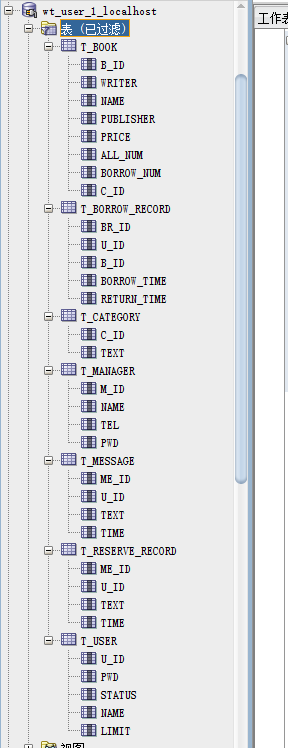 wt_user_1_localhost
工作表
表 (已过滤)
T_BOOK
B_ID
WRITER
NAME
PUBLISHER
PRICE
ALL_NUM
BORROW_NUM
C_ID
T_BORROW_RECORD
BR_ID
U_ID
B_ID
BORROW_TIME
RETURN_TIME
T_CATEGORY
C_ID
TEXT
T_MANAGER
M_ID
NAME
TEL
PWD
T_MESSAGE
ME_ID
U_ID
TEXT
TIME
T_RESERVE_RECORD
ME_ID
U_ID
TEXT
TIME
T_USER
U_ID
PWD
STATUS
NAME
LIMIT
视图